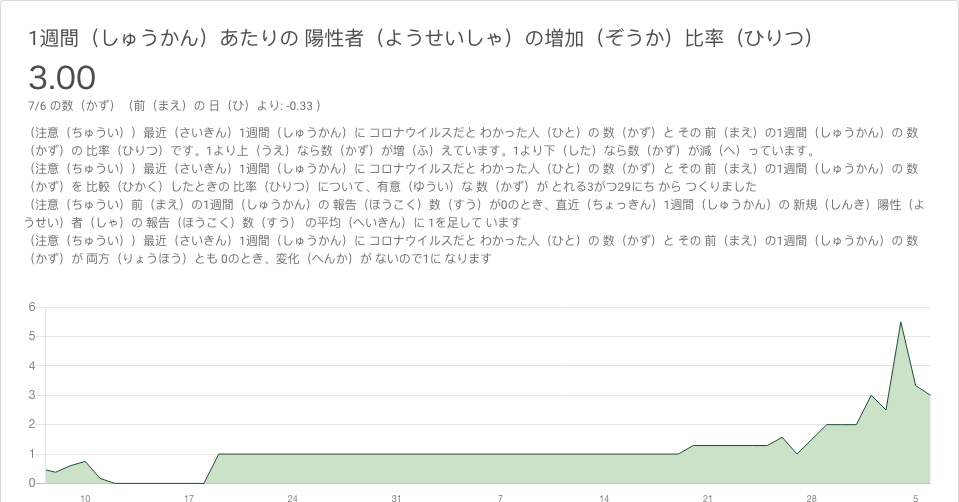 1週間（しゅうかん）あたりの 陽性者（ようせいしゃ）の増加（ぞうか）比率（ひりつ）
3.00
7/6 の数（かず）（前（まえ）の 日（ひ）より: -0.33 ）
（注意（ちゅうい））最近（さいきん）1週間（しゅうかん）に コロナウイルスだと わかった人（ひと）の 数（かず）と その 前（まえ）の1週間（しゅうかん）の 数
（かず）の 比率（ひりつ）です。1より上（うえ）なら数（かず）が増（ふ）えています。1より下（した）なら数（かず）が減（へ）っています。
（注意（ちゅうい））最近（さいきん）1週間（しゅうかん）に コロナウイルスだと わかった人（ひと）の 数（かず）と その 前（まえ）の1週間（しゅうかん）の 数
（かず）を 比較（ひかく）したときの 比率（ひりつ）について、有意（ゆうい）な 数（かず）が とれる3がつ29にち から つくりました
（注意（ちゅうい）前（まえ）の1週間（しゅうかん）の 報告（ほうこく）数（すう）が0のとき、直近（ちょっきん）1週間（しゅうかん）の 新規（しんき）陽性（よ
うせい）者（しゃ）の 報告（ほうこく）数（すう） の平均（へいきん）に 1を足して います
（注意（ちゅうい））最近（さいきん）1週間（しゅうかん）に コロナウイルスだと わかった人（ひと）の 数（かず）と その 前（まえ）の1週間（しゅうかん）の 数
（かず）が 両方（りょうほう）とも 0のとき、変化（へんか）が ないので1に なります
6
5
4
3
2
1
0
10 17 24 31 7 14 21 28 5